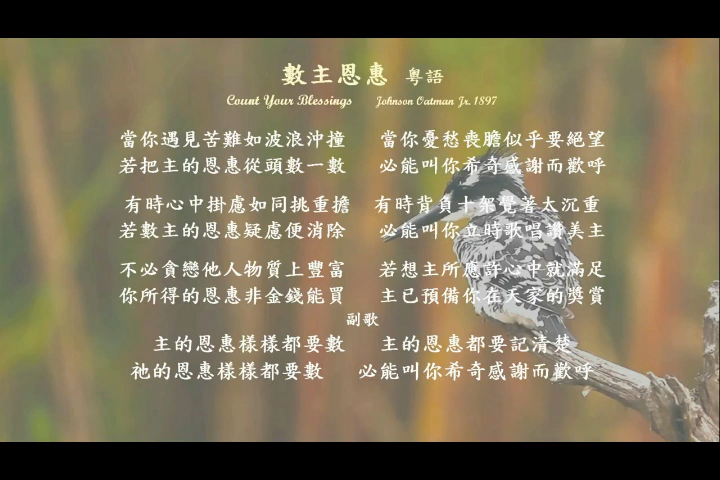 數主恩惠 粵語
Count Your Blessings Johnson Oatman Jr. 1897
當你遇見苦難如波浪沖撞 當你憂愁喪膽似乎要絕望
若把主的恩惠從頭數一數 必能叫你希奇感謝而歡呼
有時心中掛慮如同挑重擔 有時背負十架覺著太沉重
若數主的恩惠疑慮便消除 必能叫你立時歌唱讚美主
不必貪戀他人物質上豐富 若想主所應許心中就滿足
你所得的恩惠非金錢能買 主已預備你在天家的獎賞
副歌
主的恩惠樣樣都要數 主的恩惠都要記清楚
祂的恩惠樣樣都要數 必能叫你希奇感謝而歡呼